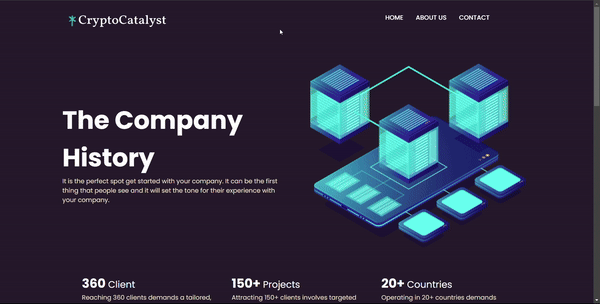 CryptoCatalyst
HOME ABOUT US CONTACT
The Company
History
It is the perfect spot get started with your company. It can be the first
thing that people see and it will set the tone for their experience with
your company.
360 Client
150+ Projects
20+ Countries
Reaching 360 clients demands a tailored,
Attracting 150+ clients involves targeted
Operating in 20+ countries demands